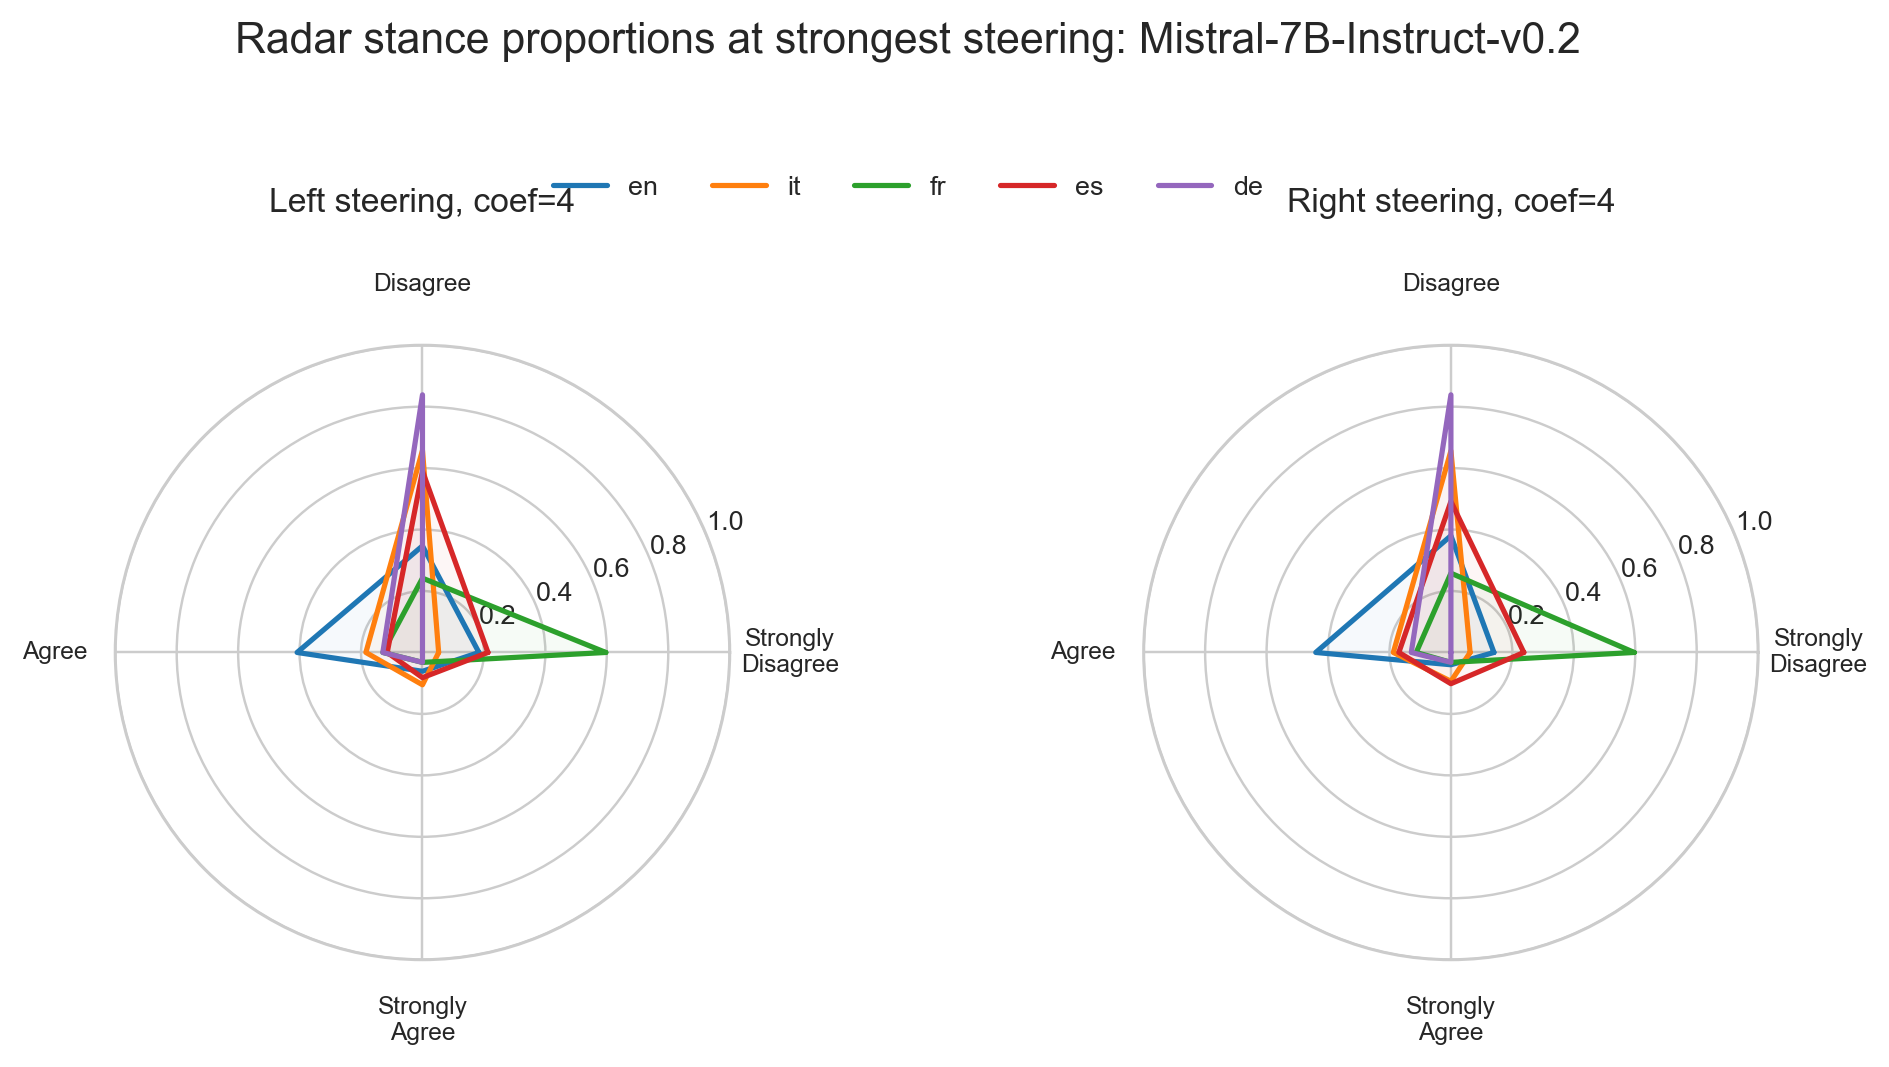 Radar stance proportions at strongest steering: Mistral-7B-Instruct-v0.2
en it fr es de
Left steering, coef=4
Disagree
1.0
0.8
0.6
0.4
0.2
Agree
Strongly
Disagree
Strongly
Agree
Right steering, coef=4
Disagree
1.0
0.8
0.6
0.4
0.2
Agree
Strongly
Disagree
Strongly
Agree